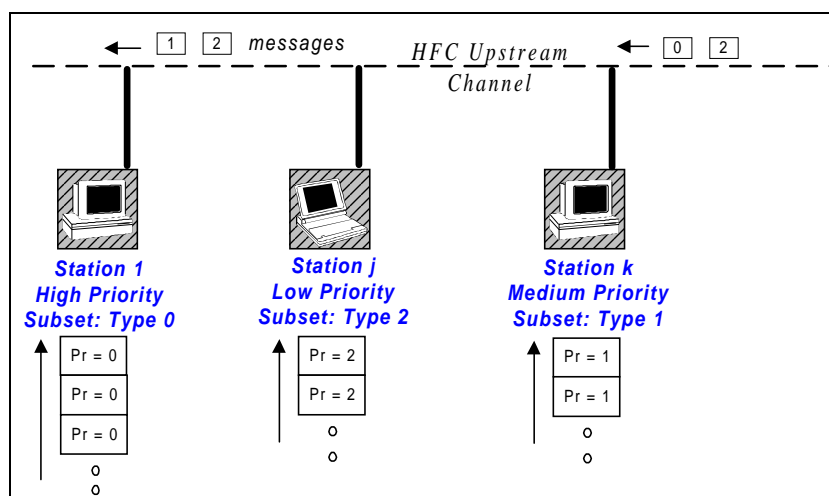 1 2 messages
HFC Upstream
Channel
0 2
Station 1
High Priority
Subset: Type 0
Pr = 0
Pr = 0
Pr = 0
Station j
Low Priority
Subset: Type 2
Pr = 2
Pr = 2
Station k
Medium Priority
Subset: Type 1
Pr = 1
Pr = 1